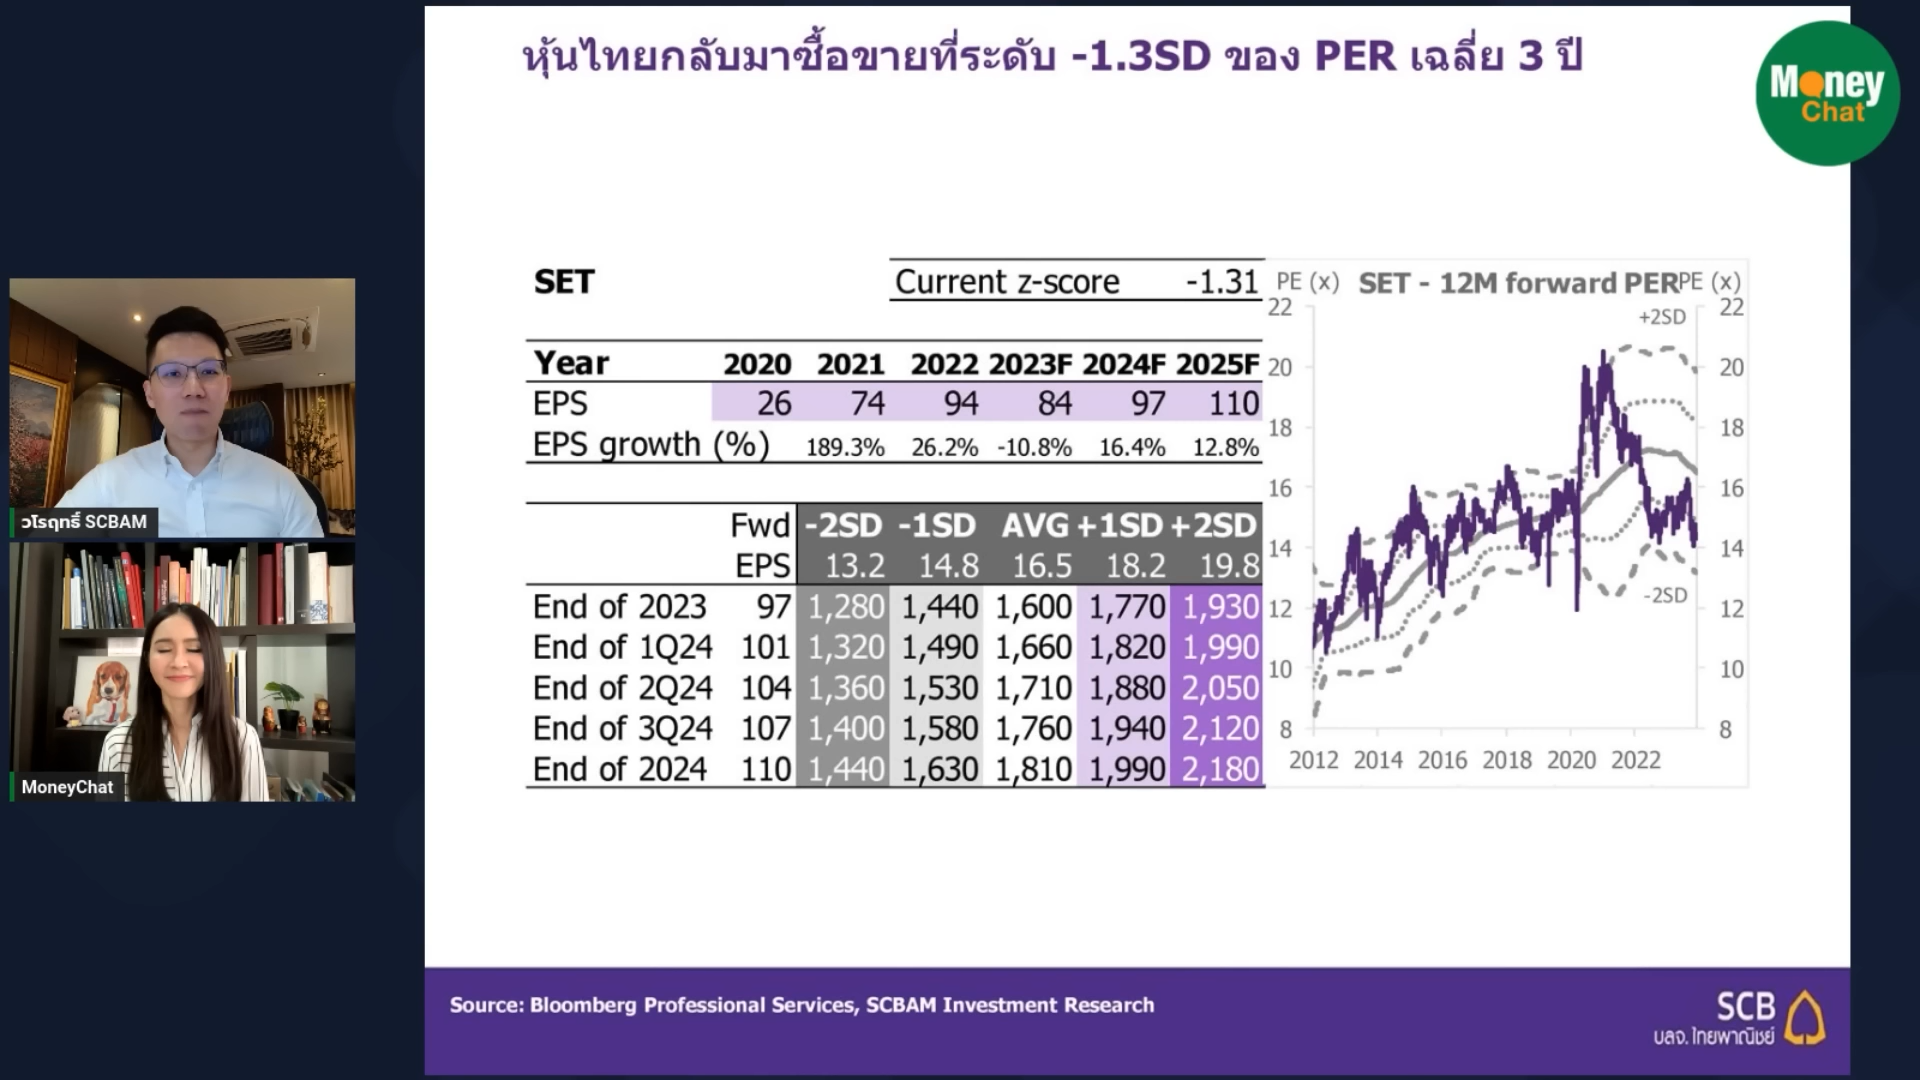 หุ้นไทยกลับมาซื้อขายที่ระดับ -1.3SD ของ PER เฉลี่ย 3 ปี
Money
Chat
SET Current z-score -1.31
Year 2020 2021 2022 2023F 2024F 2025F
EPS 26 74 94 84 97 110
EPS growth (%) 189.3% 26.2% -10.8% 16.4% 12.8%
Fwd -2SD -1SD AVG +1SD +2SD
EPS 13.2 14.8 16.5 18.2 19.8
End of 2023 97 1,280 1,440 1,600 1,770 1,930
End of 1Q24 101 1,320 1,490 1,660 1,820 1,990
End of 2Q24 104 1,360 1,530 1,710 1,880 2,050
End of 3Q24 107 1,400 1,580 1,760 1,940 2,120
End of 2024 110 1,440 1,630 1,810 1,990 2,180
PE (x) SET - 12M forward PER PE (x)
22 22
+2SD
20 20
18 18
16 16
14 14
-2SD
12 12
10 10
8 8
2012 2014 2016 2018 2020 2022
วโรฤทธิ์ SCBAM
MoneyChat
Source: Bloomberg Professional Services, SCBAM Investment Research
SCB
บลจ.ไทยพาณิชย์